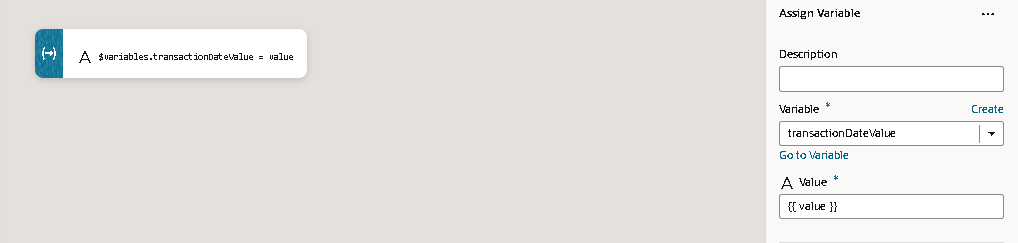 Assign Variable
$variables.transactionDateValue = value
Description
Variable *
Create
transactionDateValue
Go to Variable
Value *
{{ value }}